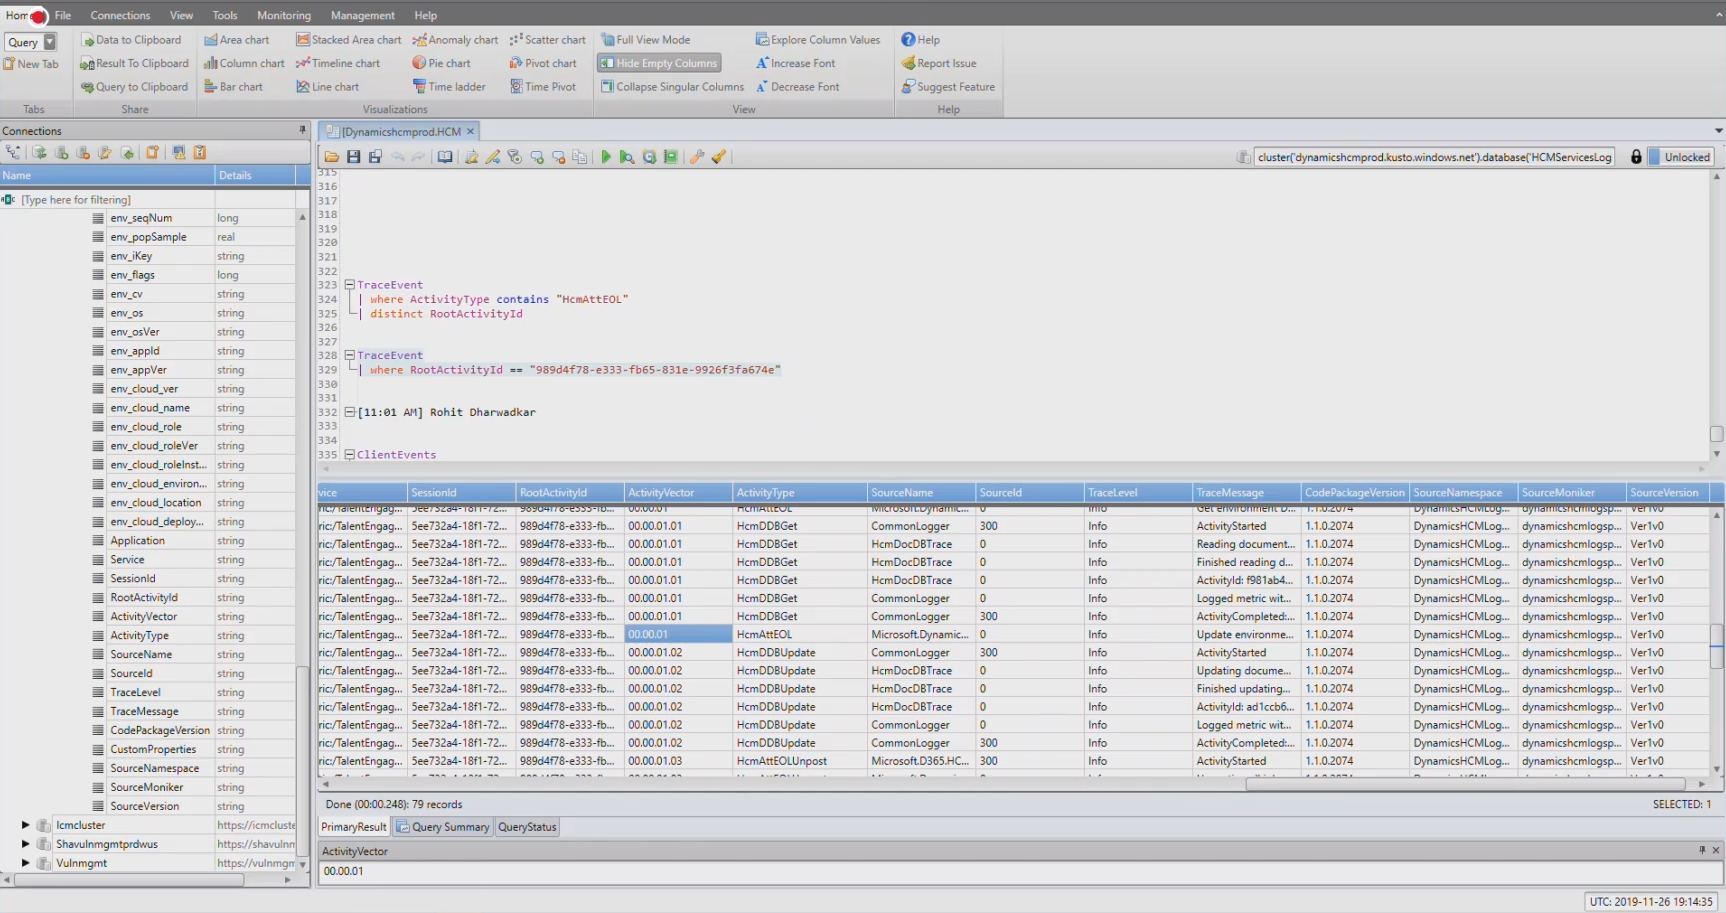 Hom File Connections View Tools Monitoring Management Help
Query
New Tab
Tabs
Data to Clipboard
Result To Clipboard
Query to Clipboard
Share
Area chart Stacked Area chart Anomaly chart Scatter chart
Column chart Timeline chart Pie chart Pivot chart
Bar chart Line chart Time ladder Time Pivot
Visualizations
Full View Mode Explore Column Values
Hide Empty Columns Increase Font
Collapse Singular Columns Decrease Font
View
Help
Report Issue
Suggest Feature
Help
Connections
Name Details
[Type here for filtering]
env_seqNum long
env_popSample real
env_iKey string
env_flags long
env_cv string
env_os string
env_osVer string
env_appId string
env_appVer string
env_cloud_ver string
env_cloud_name string
env_cloud_role string
env_cloud_roleVer string
env_cloud_roleInst... string
env_cloud_environ... string
env_cloud_location string
env_cloud_deploy... string
Application string
Service string
SessionId string
RootActivityId string
ActivityVector string
ActivityType string
SourceName string
SourceId string
TraceLevel string
TraceMessage string
CodePackageVersion string
CustomProperties string
SourceNamespace string
SourceMoniker string
SourceVersion string
Icmcluster https://icmcluste
Shavulnmgmtprdwus https://shavulnm
Vulnmgmt https://vulnmgm
[Dynamicshcmprod.HCM
cluster('dynamicshcmprod.kusto.windows.net').database('HCMServicesLog
Unlocked
315
316
317
318
319
320
321
322
323 TraceEvent
324 | where ActivityType contains "HcmAttEOL"
325 | distinct RootActivityId
326
327
328 TraceEvent
329 | where RootActivityId == "989d4f78-e333-fb65-831e-9926f3fa674e"
330
331
332 [11:01 AM] Rohit Dharwadkar
333
334
335 ClientEvents
vice SessionId RootActivityId ActivityVector ActivityType SourceName SourceId TraceLevel TraceMessage CodePackageVersion SourceNamespace SourceMoniker SourceVersion
ric/TalentEngag... 5ee732a4-18f1-72... 989d4f78-e333-fb... 00.00.01 HcmAttEOL Microsoft.Dynamic... 0 Info Get environment D... 1.1.0.2074 DynamicsHCMLog... dynamicshcmlogsp... Ver1v0
ric/TalentEngag... 5ee732a4-18f1-72... 989d4f78-e333-fb... 00.00.01.01 HcmDDBGet CommonLogger 300 Info ActivityStarted 1.1.0.2074 DynamicsHCMLog... dynamicshcmlogsp... Ver1v0
ric/TalentEngag... 5ee732a4-18f1-72... 989d4f78-e333-fb... 00.00.01.01 HcmDDBGet HcmDocDBTrace 0 Info Reading document... 1.1.0.2074 DynamicsHCMLog... dynamicshcmlogsp... Ver1v0
ric/TalentEngag... 5ee732a4-18f1-72... 989d4f78-e333-fb... 00.00.01.01 HcmDDBGet HcmDocDBTrace 0 Info Finished reading d... 1.1.0.2074 DynamicsHCMLog... dynamicshcmlogsp... Ver1v0
ric/TalentEngag... 5ee732a4-18f1-72... 989d4f78-e333-fb... 00.00.01.01 HcmDDBGet HcmDocDBTrace 0 Info ActivityId: f981ab4... 1.1.0.2074 DynamicsHCMLog... dynamicshcmlogsp... Ver1v0
ric/TalentEngag... 5ee732a4-18f1-72... 989d4f78-e333-fb... 00.00.01.01 HcmDDBGet CommonLogger 0 Info Logged metric wit... 1.1.0.2074 DynamicsHCMLog... dynamicshcmlogsp... Ver1v0
ric/TalentEngag... 5ee732a4-18f1-72... 989d4f78-e333-fb... 00.00.01.01 HcmDDBGet CommonLogger 300 Info ActivityCompleted:... 1.1.0.2074 DynamicsHCMLog... dynamicshcmlogsp... Ver1v0
ric/TalentEngag... 5ee732a4-18f1-72... 989d4f78-e333-fb... 00.00.01 HcmAttEOL Microsoft.Dynamic... 0 Info Update environme... 1.1.0.2074 DynamicsHCMLog... dynamicshcmlogsp... Ver1v0
ric/TalentEngag... 5ee732a4-18f1-72... 989d4f78-e333-fb... 00.00.01.02 HcmDDBUpdate CommonLogger 300 Info ActivityStarted 1.1.0.2074 DynamicsHCMLog... dynamicshcmlogsp... Ver1v0
ric/TalentEngag... 5ee732a4-18f1-72... 989d4f78-e333-fb... 00.00.01.02 HcmDDBUpdate HcmDocDBTrace 0 Info Updating docume... 1.1.0.2074 DynamicsHCMLog... dynamicshcmlogsp... Ver1v0
ric/TalentEngag... 5ee732a4-18f1-72... 989d4f78-e333-fb... 00.00.01.02 HcmDDBUpdate HcmDocDBTrace 0 Info Finished updating... 1.1.0.2074 DynamicsHCMLog... dynamicshcmlogsp... Ver1v0
ric/TalentEngag... 5ee732a4-18f1-72... 989d4f78-e333-fb... 00.00.01.02 HcmDDBUpdate HcmDocDBTrace 0 Info ActivityId: ad1ccb6... 1.1.0.2074 DynamicsHCMLog... dynamicshcmlogsp... Ver1v0
ric/TalentEngag... 5ee732a4-18f1-72... 989d4f78-e333-fb... 00.00.01.02 HcmDDBUpdate CommonLogger 0 Info Logged metric wit... 1.1.0.2074 DynamicsHCMLog... dynamicshcmlogsp... Ver1v0
ric/TalentEngag... 5ee732a4-18f1-72... 989d4f78-e333-fb... 00.00.01.02 HcmDDBUpdate CommonLogger 300 Info ActivityCompleted:... 1.1.0.2074 DynamicsHCMLog... dynamicshcmlogsp... Ver1v0
ric/TalentEngag... 5ee732a4-18f1-72... 989d4f78-e333-fb... 00.00.01.03 HcmAttEOLUnpost Microsoft.D365.HC... 300 Info ActivityStarted 1.1.0.2074 DynamicsHCMLog... dynamicshcmlogsp... Ver1v0
Done (00:00.248): 79 records SELECTED: 1
PrimaryResult Query Summary QueryStatus
ActivityVector
00.00.01
UTC: 2019-11-26 19:14:35